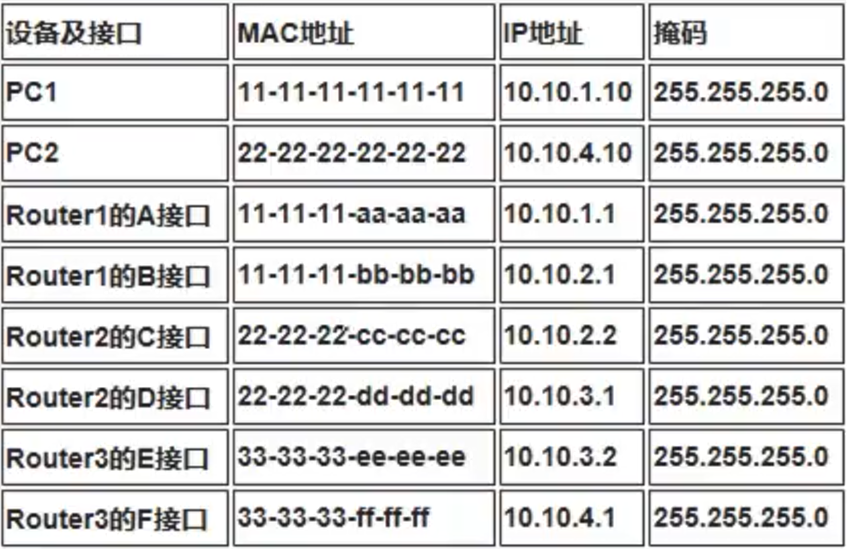 设备及接口 MAC地址 IP地址 掩码
PC1 11-11-11-11-11-11 10.10.1.10 255.255.255.0
PC2 22-22-22-22-22-22 10.10.4.10 255.255.255.0
Router1的A接口 11-11-11-aa-aa-aa 10.10.1.1 255.255.255.0
Router1的B接口 11-11-11-bb-bb-bb 10.10.2.1 255.255.255.0
Router2的C接口 22-22-22-cc-cc-cc 10.10.2.2 255.255.255.0
Router2的D接口 22-22-22-dd-dd-dd 10.10.3.1 255.255.255.0
Router3的E接口 33-33-33-ee-ee-ee 10.10.3.2 255.255.255.0
Router3的F接口 33-33-33-ff-ff-ff 10.10.4.1 255.255.255.0